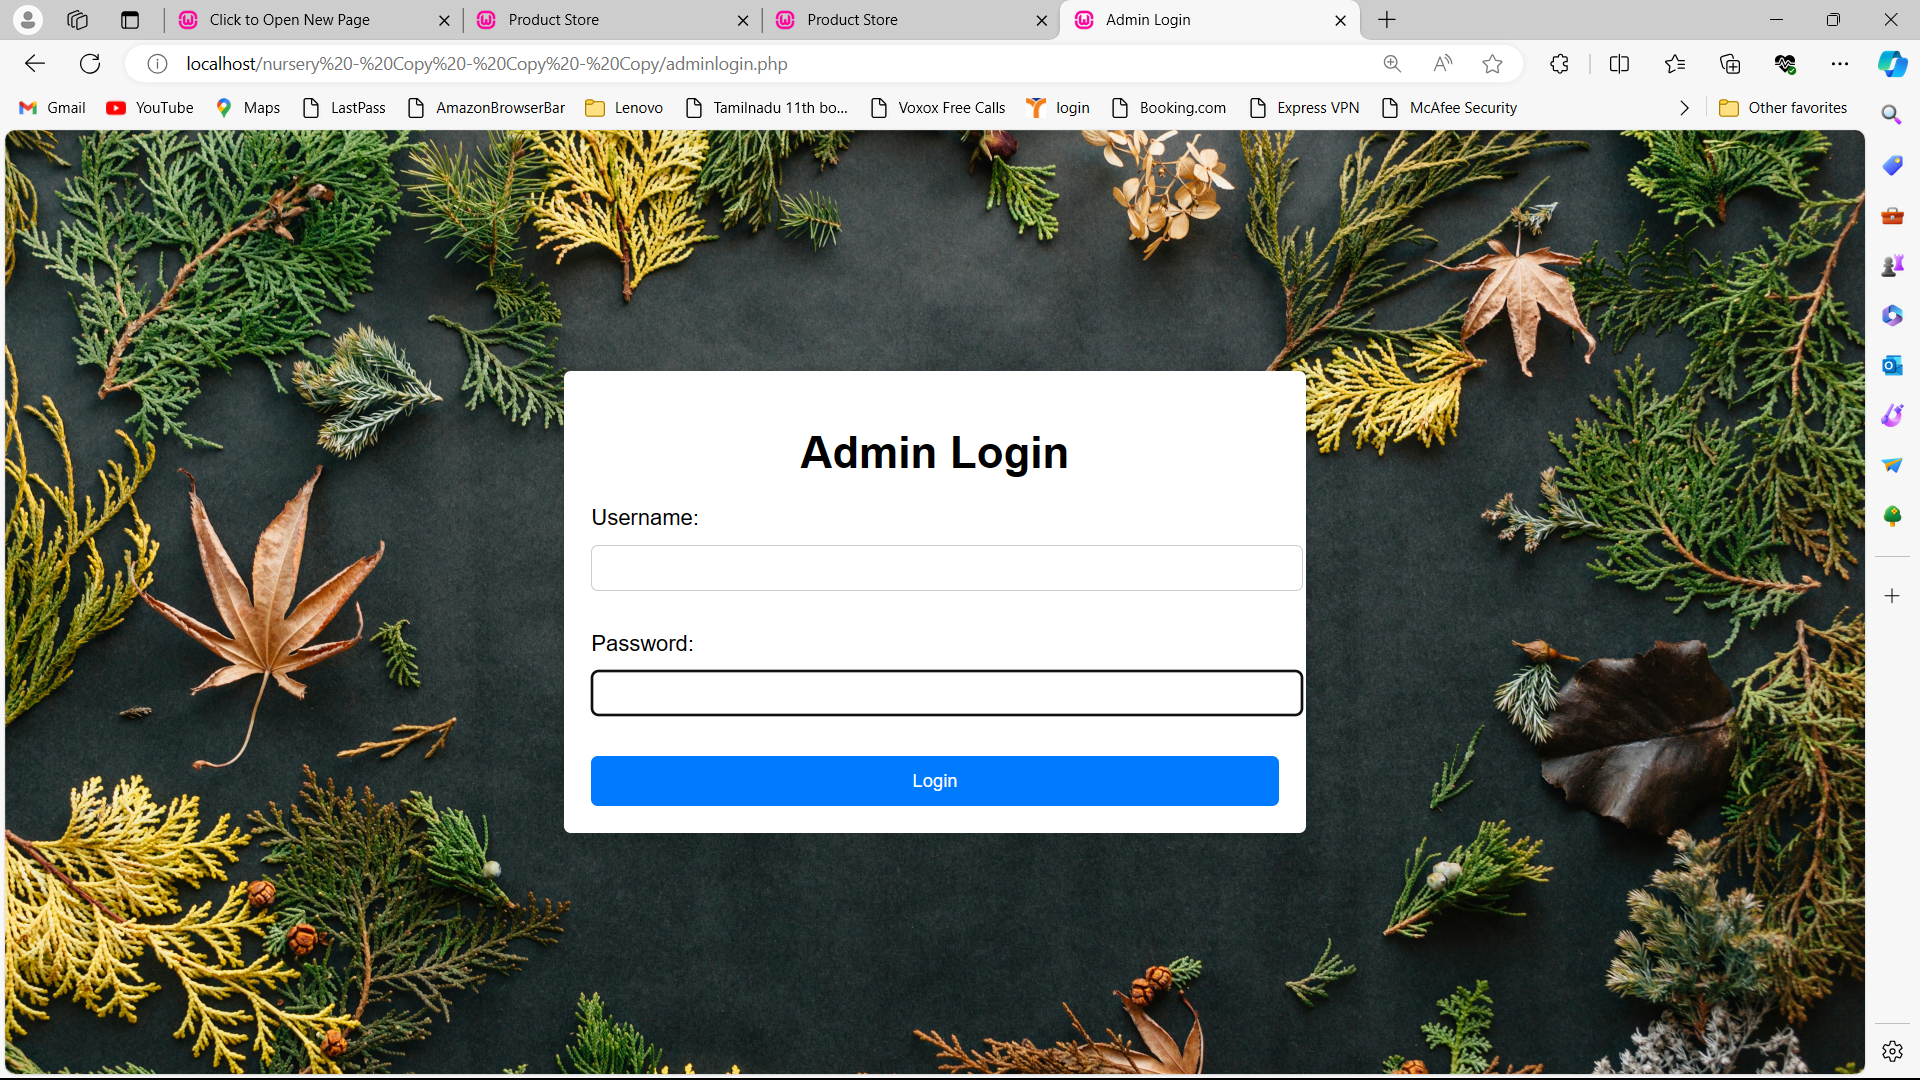 Click to Open New Page
Product Store
Product Store
Admin Login
localhost/nursery%20-%20Copy%20-%20Copy%20-%20Copy/adminlogin.php
Gmail
YouTube
Maps
LastPass
AmazonBrowserBar
Lenovo
Tamilnadu 11th bo...
Voxox Free Calls
login
Booking.com
Express VPN
McAfee Security
Other favorites
Admin Login
Username:
Password:
Login